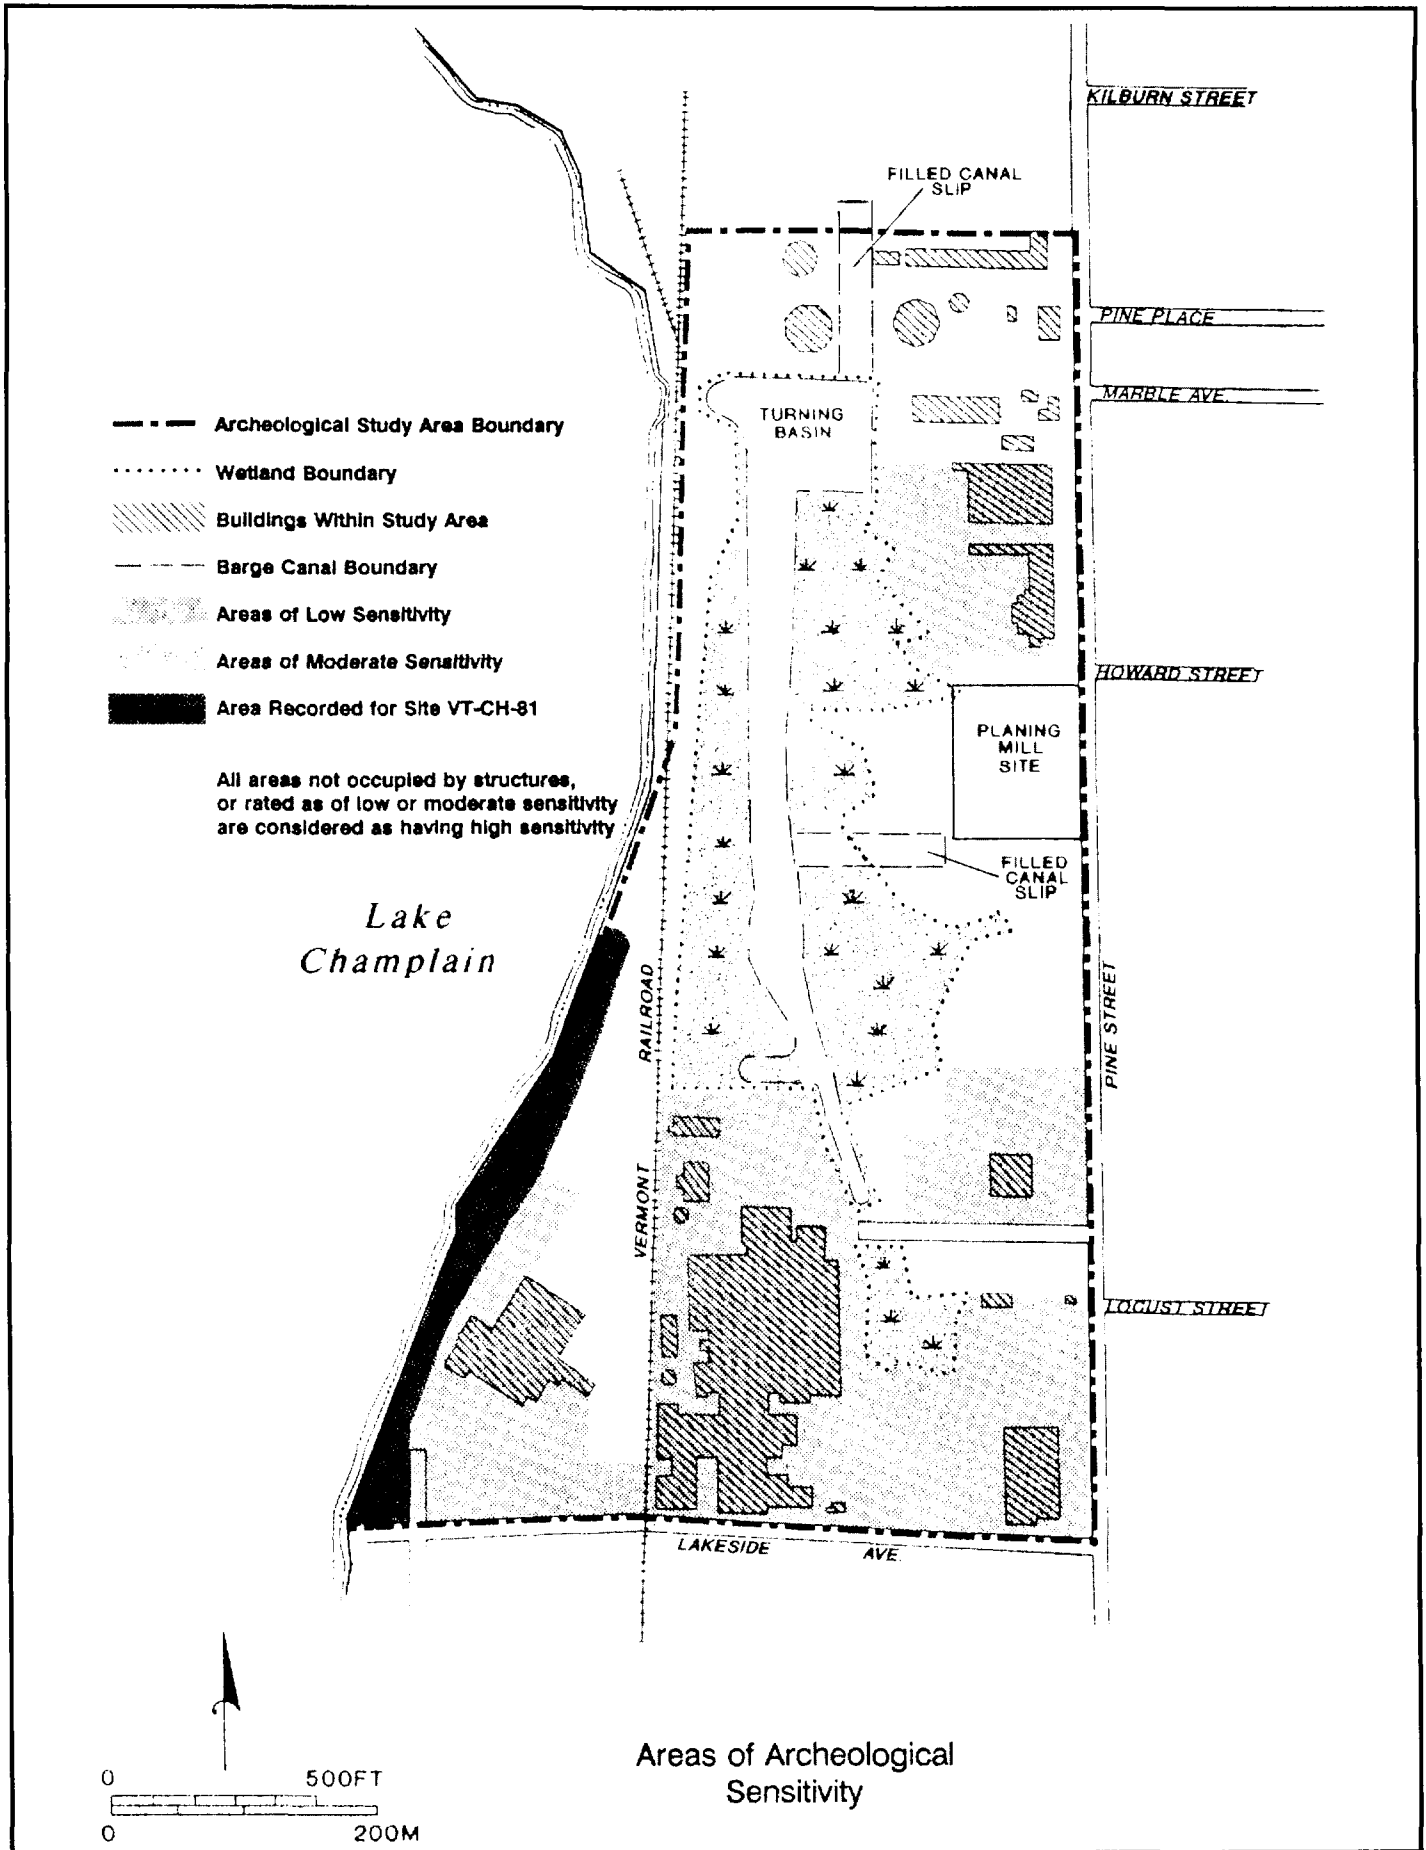 KILBURN STREET
FILLED CANAL
SLIP
PINE PLACE
MARBLE AVE.
TURNING
BASIN
Archeological Study Area Boundary
Wetland Boundary
Buildings Within Study Area
Barge Canal Boundary
Areas of Low Sensitivity
Areas of Moderate Sensitivity
Area Recorded for Site VT-CH-81
All areas not occupied by structures,
or rated as of low or moderate sensitivity
are considered as having high sensitivity
HOWARD STREET
PLANING
MILL
SITE
FILLED
CANAL
SLIP
Lake
Champlain
RAILROAD
VERMONT
PINE STREET
LOCUST STREET
LAKESIDE AVE.
0 500FT
0 200M
Areas of Archeological
Sensitivity